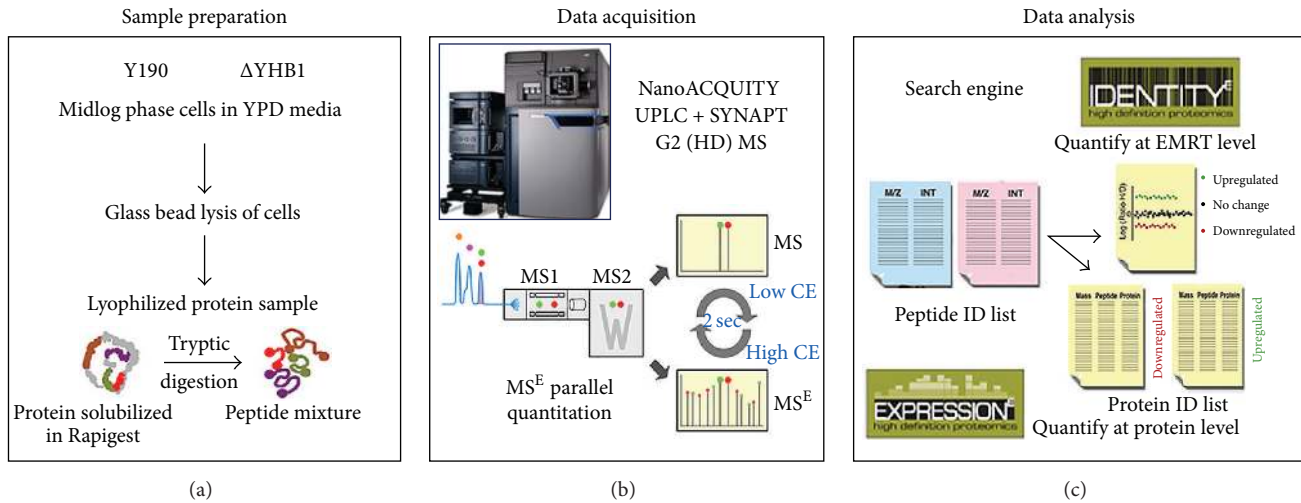 Sample preparation
Y190 ΔYHB1
Midlog phase cells in YPD media
Glass bead lysis of cells
Lyophilized protein sample
Tryptic
digestion
Protein solubilized
in Rapigest
Peptide mixture
(a)
Data acquisition
NanoACQUITY
UPLC + SYNAPT
G2 (HD) MS
MS1 MS2
MS
Low CE
2 sec
High CE
MS^E
MS^E parallel
quantitation
(b)
Data analysis
Search engine
IDENTITY^E
high definition proteomics
Quantify at EMRT level
M/Z INT
M/Z INT
Peptide ID list
Log (Ratio H/D)
0
Upregulated
No change
Downregulated
Mass Peptide Protein
Downregulated
Mass Peptide Protein
Upregulated
Protein ID list
EXPRESSION^E
high definition proteomics
Quantify at protein level
(c)